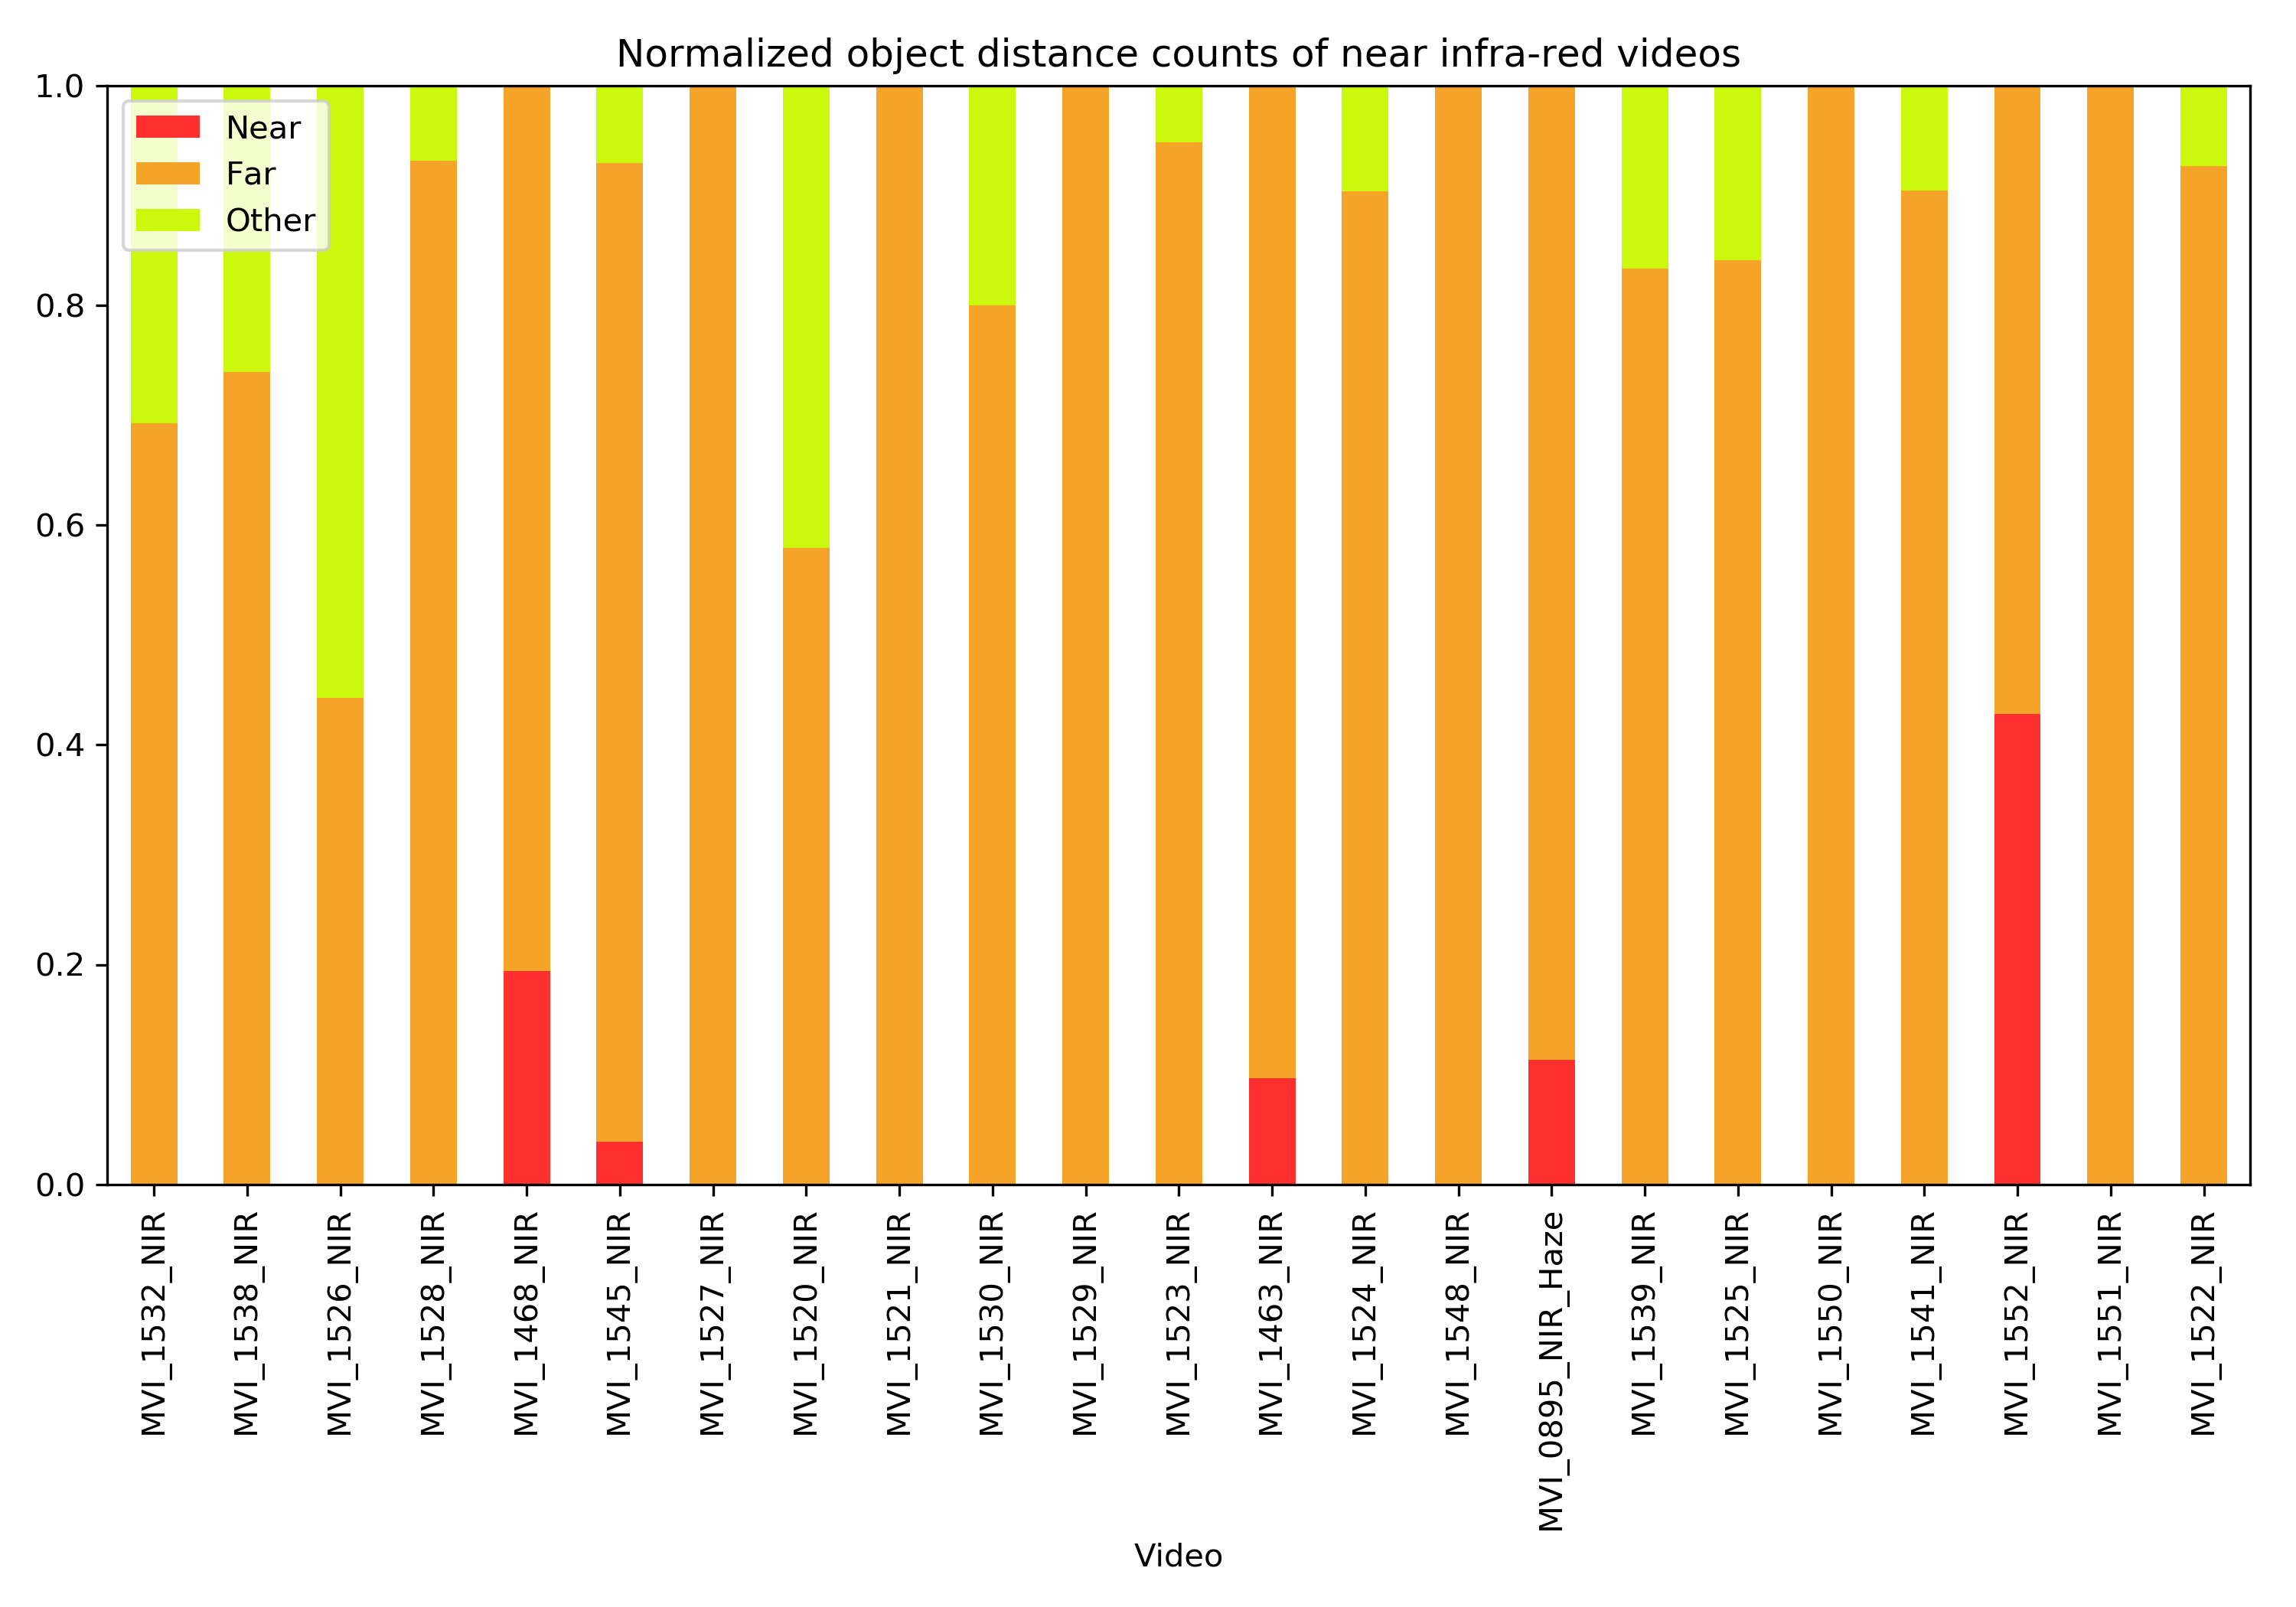 Normalized object distance counts of near infra-red videos
1.0
0.8
0.6
0.4
0.2
0.0
Near
Far
Other
MVI_1532_NIR
MVI_1538_NIR
MVI_1526_NIR
MVI_1528_NIR
MVI_1468_NIR
MVI_1545_NIR
MVI_1527_NIR
MVI_1520_NIR
MVI_1521_NIR
MVI_1530_NIR
MVI_1529_NIR
MVI_1523_NIR
MVI_1463_NIR
MVI_1524_NIR
MVI_1548_NIR
MVI_0895_NIR_Haze
MVI_1539_NIR
MVI_1525_NIR
MVI_1550_NIR
MVI_1541_NIR
MVI_1552_NIR
MVI_1551_NIR
MVI_1522_NIR
Video